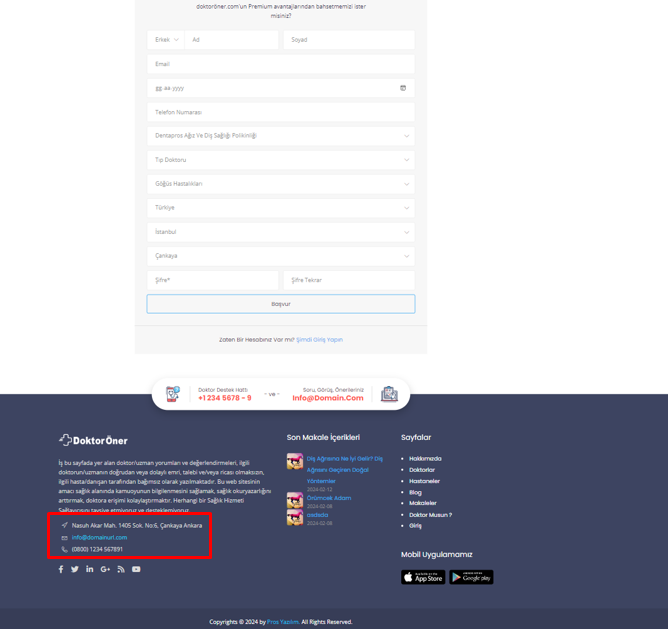 doktoröner.com'un Premium avantajlarından bahsetmemizi ister
misiniz?
Erkek
Ad
Soyad
Email
gg.aa.yyyy
Telefon Numarası
Dentapros Ağız Ve Diş Sağlığı Polikinliği
Tıp Doktoru
Göğüs Hastalıkları
Türkiye
İstanbul
Çankaya
Şifre*
Şifre Tekrar
Başvur
Zaten Bir Hesabınız Var mı? Şimdi Giriş Yapın
Doktor Destek Hattı
+1 234 5678 - 9
- ve -
Soru, Görüş, Önerileriniz
Info@Domain.Com
DoktorÖner
İş bu sayfada yer alan doktor/uzman yorumları ve değerlendirmeleri, ilgili
doktorun/uzmanın doğrudan veya dolaylı emri, talebi ve/veya ricası olmaksızın,
ilgili hasta/danışan tarafından bağımsız olarak yazılmaktadır. Bu web sitesinin
amacı sağlık alanında kamuoyunun bilgilenmesini sağlamak, sağlık okuryazarlığını
arttırmak, doktora erişimi kolaylaştırmaktır. Herhangi bir Sağlık Hizmeti
Sağlayıcısını tavsiye etmiyoruz ve desteklemiyoruz.
Nasuh Akar Mah. 1405 Sok. No:6, Çankaya Ankara
info@domainuri.com
(0800) 1234 567891
Son Makale İçerikleri
Diş Ağrısına Ne İyi Gelir? Diş
Ağrısını Geçiren Doğal
Yöntemler
2024-02-12
Örümcek Adam
2024-02-08
asdsda
2024-02-08
Sayfalar
Hakkımızda
Doktorlar
Hastaneler
Blog
Makaleler
Doktor Musun ?
Giriş
Mobil Uygulamamız
App Store
Google play
Copyrights © 2024 by Pros Yazılım. All Rights Reserved.